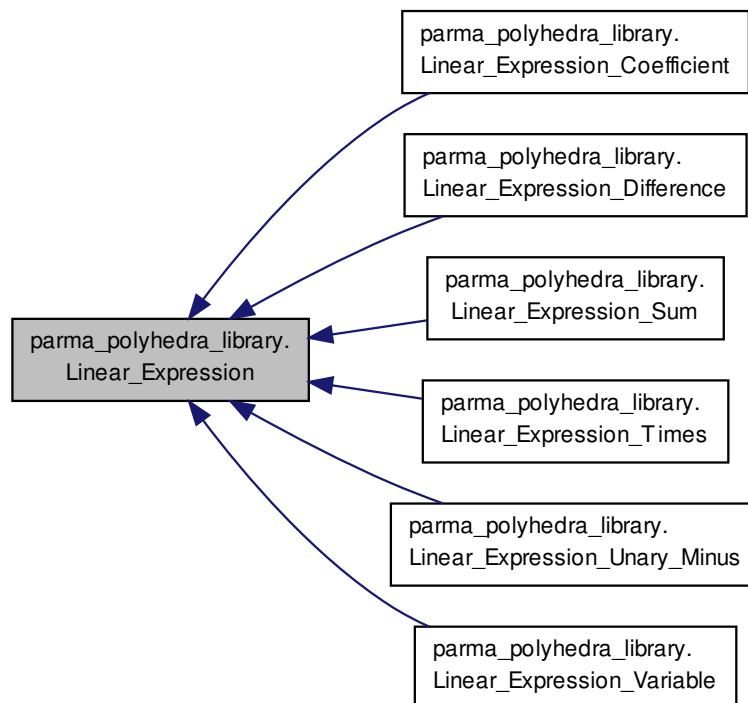 parma_polyhedra_library.
Linear_Expression_Coefficient
parma_polyhedra_library.
Linear_Expression_Difference
parma_polyhedra_library.
Linear_Expression_Sum
parma_polyhedra_library.
Linear_Expression
parma_polyhedra_library.
Linear_Expression_Times
parma_polyhedra_library.
Linear_Expression_Unary_Minus
parma_polyhedra_library.
Linear_Expression_Variable